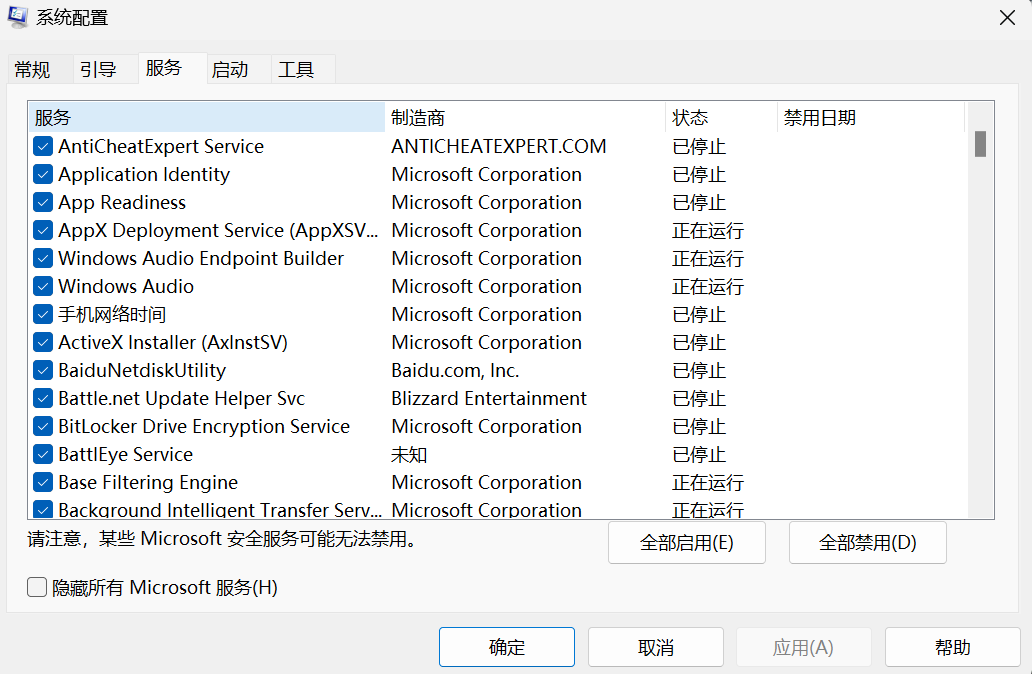 系统配置
常规 引导 服务 启动 工具
服务 制造商 状态 禁用日期
AntiCheatExpert Service ANTICHEATEXPERT.COM 已停止
Application Identity Microsoft Corporation 已停止
App Readiness Microsoft Corporation 已停止
AppX Deployment Service (AppXSV... Microsoft Corporation 正在运行
Windows Audio Endpoint Builder Microsoft Corporation 正在运行
Windows Audio Microsoft Corporation 正在运行
手机网络时间 Microsoft Corporation 已停止
ActiveX Installer (AxInstSV) Microsoft Corporation 已停止
BaiduNetdiskUtility Baidu.com, Inc. 已停止
Battle.net Update Helper Svc Blizzard Entertainment 已停止
BitLocker Drive Encryption Service Microsoft Corporation 已停止
BattlEye Service 未知 已停止
Base Filtering Engine Microsoft Corporation 正在运行
Background Intelligent Transfer Serv... Microsoft Corporation 正在运行
请注意，某些 Microsoft 安全服务可能无法禁用。 全部启用(E) 全部禁用(D)
隐藏所有 Microsoft 服务(H)
确定 取消 应用(A) 帮助